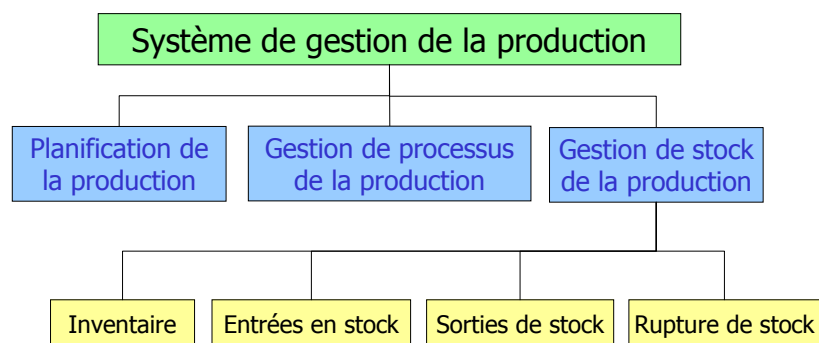 Système de gestion de la production
Planification de
la production
Gestion de processus
de la production
Gestion de stock
de la production
Inventaire
Entrées en stock
Sorties de stock
Rupture de stock